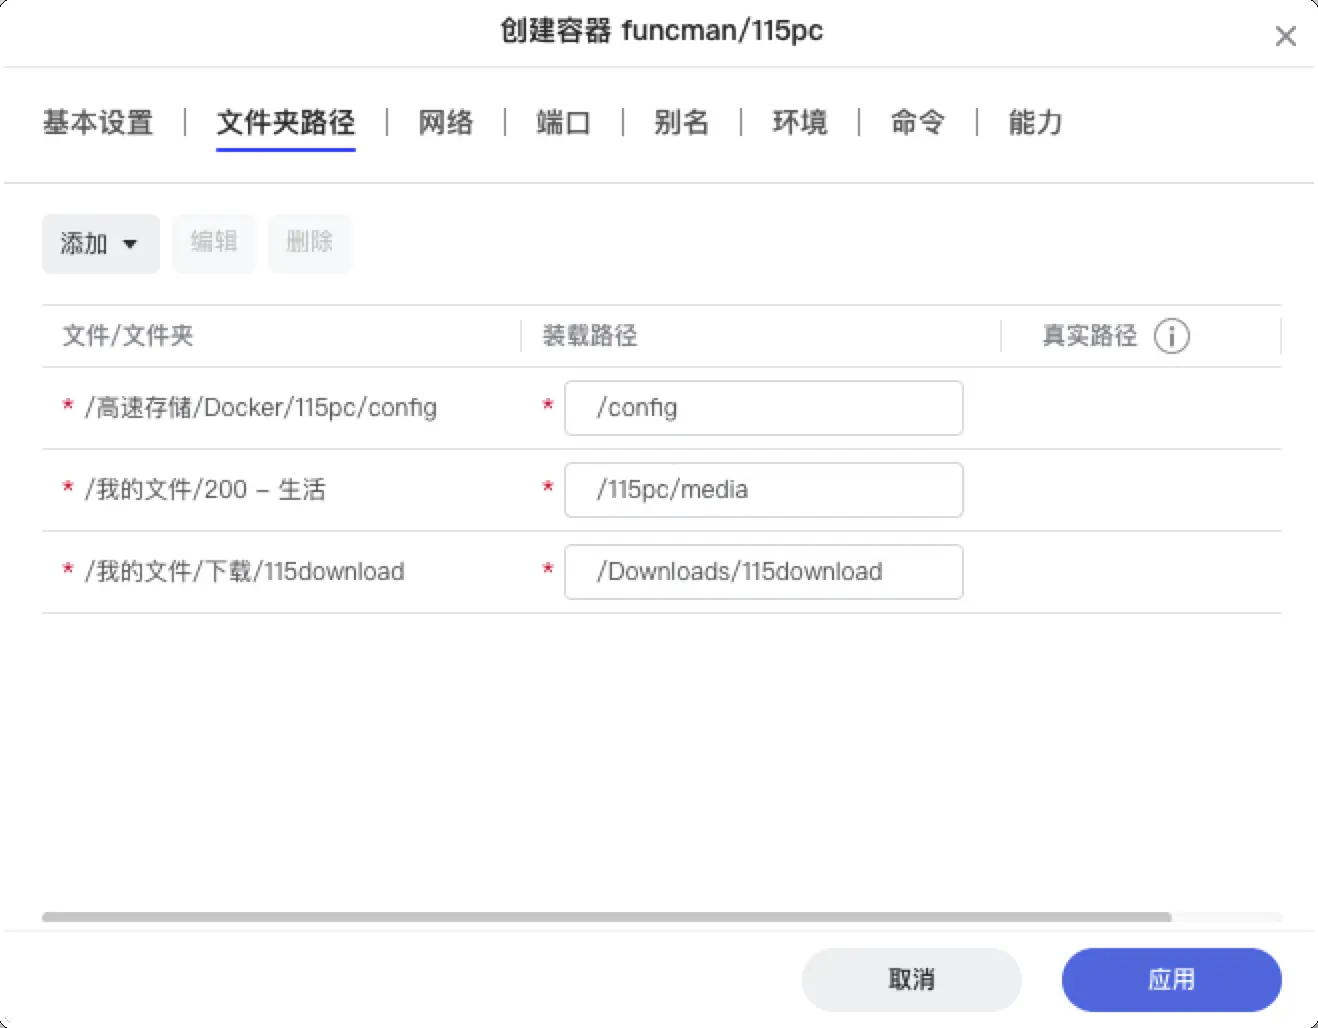 创建容器 funcman/115pc
基本设置 | 文件夹路径 | 网络 | 端口 | 别名 | 环境 | 命令 | 能力
添加 编辑 删除
文件/文件夹 装载路径 真实路径
* /高速存储/Docker/115pc/config * /config
* /我的文件/200 – 生活 * /115pc/media
* /我的文件/下载/115download * /Downloads/115download
取消 应用